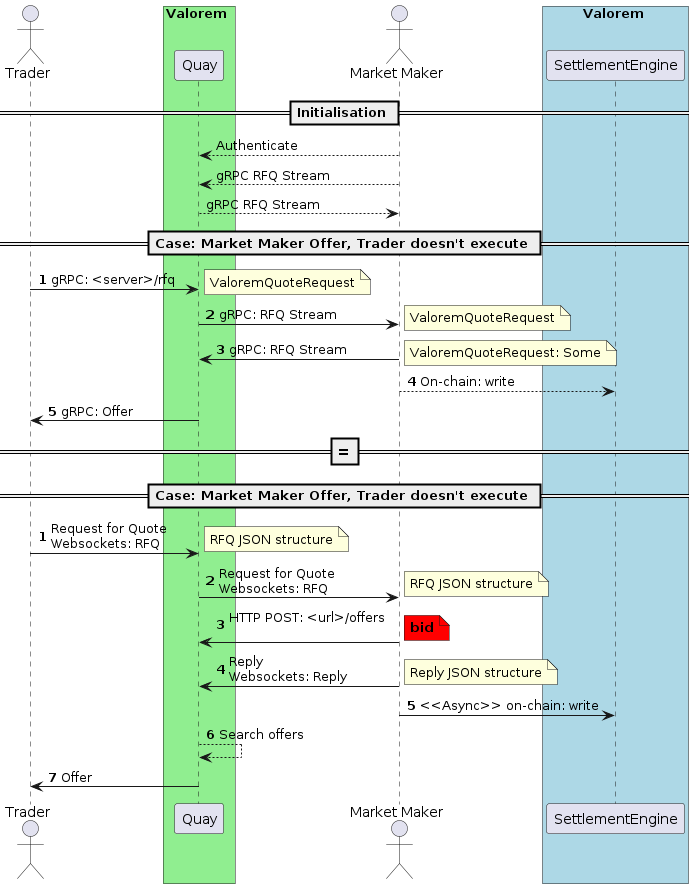 Valorem
Valorem
Trader
Quay
Market Maker
SettlementEngine
Initialisation
Authenticate
gRPC RFQ Stream
gRPC RFQ Stream
Case: Market Maker Offer, Trader doesn't execute
1 gRPC: <server>/rfq
ValoremQuoteRequest
2 gRPC: RFQ Stream
ValoremQuoteRequest
3 gRPC: RFQ Stream
ValoremQuoteRequest: Some
4 On-chain: write
5 gRPC: Offer
=
Case: Market Maker Offer, Trader doesn't execute
1 Request for Quote
Websockets: RFQ
RFQ JSON structure
2 Request for Quote
Websockets: RFQ
RFQ JSON structure
3 HTTP POST: <url>/offers
bid
4 Reply
Websockets: Reply
Reply JSON structure
5 <<Async>> on-chain: write
6 Search offers
7 Offer
Trader
Quay
Market Maker
SettlementEngine